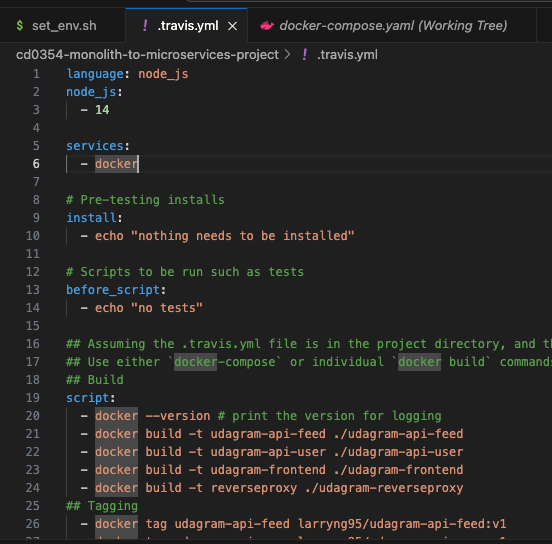 $ set_env.sh ! .travis.yml × docker-compose.yaml (Working Tree)
cd0354-monolith-to-microservices-project > ! .travis.yml
1 language: node_js
2 node_js:
3 - 14
4
5 services:
6 - docker
7
8 # Pre-testing installs
9 install:
10 - echo "nothing needs to be installed"
11
12 # Scripts to be run such as tests
13 before_script:
14 - echo "no tests"
15
16 ## Assuming the .travis.yml file is in the project directory, and
17 ## Use either `docker-compose` or individual `docker build` commands
18 ## Build
19 script:
20 - docker --version # print the version for logging
21 - docker build -t udagram-api-feed ./udagram-api-feed
22 - docker build -t udagram-api-user ./udagram-api-user
23 - docker build -t udagram-frontend ./udagram-frontend
24 - docker build -t reverseproxy ./udagram-reverseproxy
25 ## Tagging
26 - docker tag udagram-api-feed larryng95/udagram-api-feed:v1